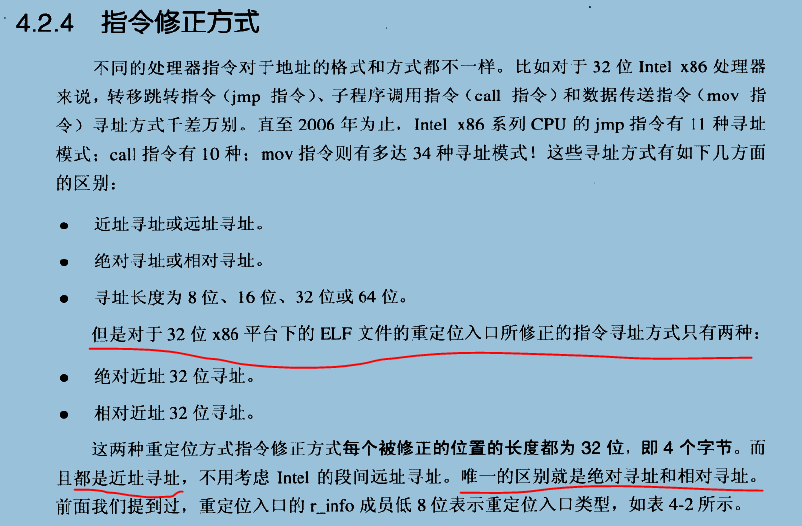 4.2.4 指令修正方式
不同的处理器指令对于地址的格式和方式都不一样。比如对于 32 位 Intel x86 处理器
来说，转移跳转指令（jmp 指令）、子程序调用指令（call 指令）和数据传送指令（mov 指
令）寻址方式千差万别。直至 2006 年为止，Intel x86 系列 CPU 的 jmp 指令有 11 种寻址
模式；call 指令有 10 种；mov 指令则有多达 34 种寻址模式！这些寻址方式有如下几方面
的区别：
● 近址寻址或远址寻址。
● 绝对寻址或相对寻址。
● 寻址长度为 8 位、16 位、32 位或 64 位。
但是对于 32 位 x86 平台下的 ELF 文件的重定位入口所修正的指令寻址方式只有两种：
● 绝对近址 32 位寻址。
● 相对近址 32 位寻址。
这两种重定位方式指令修正方式每个被修正的位置的长度都为 32 位，即 4 个字节。而
且都是近址寻址，不用考虑 Intel 的段间远址寻址。唯一的区别就是绝对寻址和相对寻址。
前面我们提到过，重定位入口的 r_info 成员低 8 位表示重定位入口类型，如表 4-2 所示。